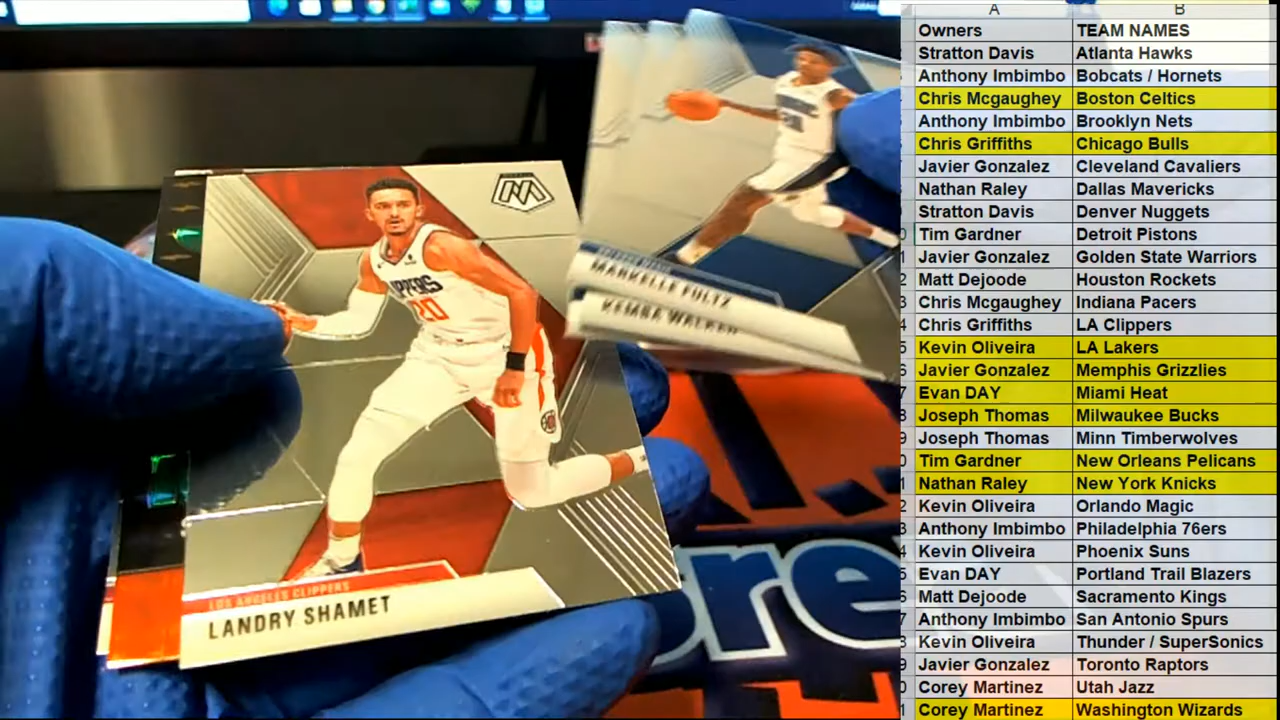 MARKELLE FULTZ
KEMBA WALKER
CLIPPERS
20
LOS ANGELES CLIPPERS
LANDRY SHAMET
A B
Owners TEAM NAMES
Stratton Davis Atlanta Hawks
Anthony Imbimbo Bobcats / Hornets
Chris Mcgaughey Boston Celtics
Anthony Imbimbo Brooklyn Nets
Chris Griffiths Chicago Bulls
Javier Gonzalez Cleveland Cavaliers
Nathan Raley Dallas Mavericks
Stratton Davis Denver Nuggets
Tim Gardner Detroit Pistons
Javier Gonzalez Golden State Warriors
Matt Dejoode Houston Rockets
Chris Mcgaughey Indiana Pacers
Chris Griffiths LA Clippers
Kevin Oliveira LA Lakers
Javier Gonzalez Memphis Grizzlies
Evan DAY Miami Heat
Joseph Thomas Milwaukee Bucks
Joseph Thomas Minn Timberwolves
Tim Gardner New Orleans Pelicans
Nathan Raley New York Knicks
Kevin Oliveira Orlando Magic
Anthony Imbimbo Philadelphia 76ers
Kevin Oliveira Phoenix Suns
Evan DAY Portland Trail Blazers
Matt Dejoode Sacramento Kings
Anthony Imbimbo San Antonio Spurs
Kevin Oliveira Thunder / SuperSonics
Javier Gonzalez Toronto Raptors
Corey Martinez Utah Jazz
Corey Martinez Washington Wizards